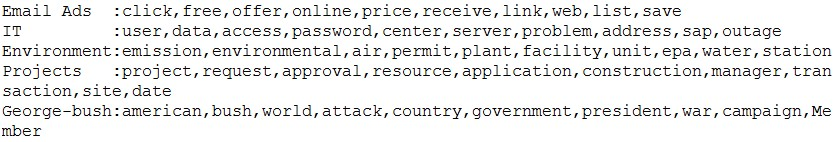 Email Ads  :click,free,offer,online,price,receive,link,web,list,save
IT         :user,data,access,password,center,server,problem,address,sap,outage
Environment:emission,environmental,air,permit,plant,facility,unit,epa,water,station
Projects   :project,request,approval,resource,application,construction,manager,tran
saction,site,date
George-bush:american,bush,world,attack,country,government,president,war,campaign,Me
mber